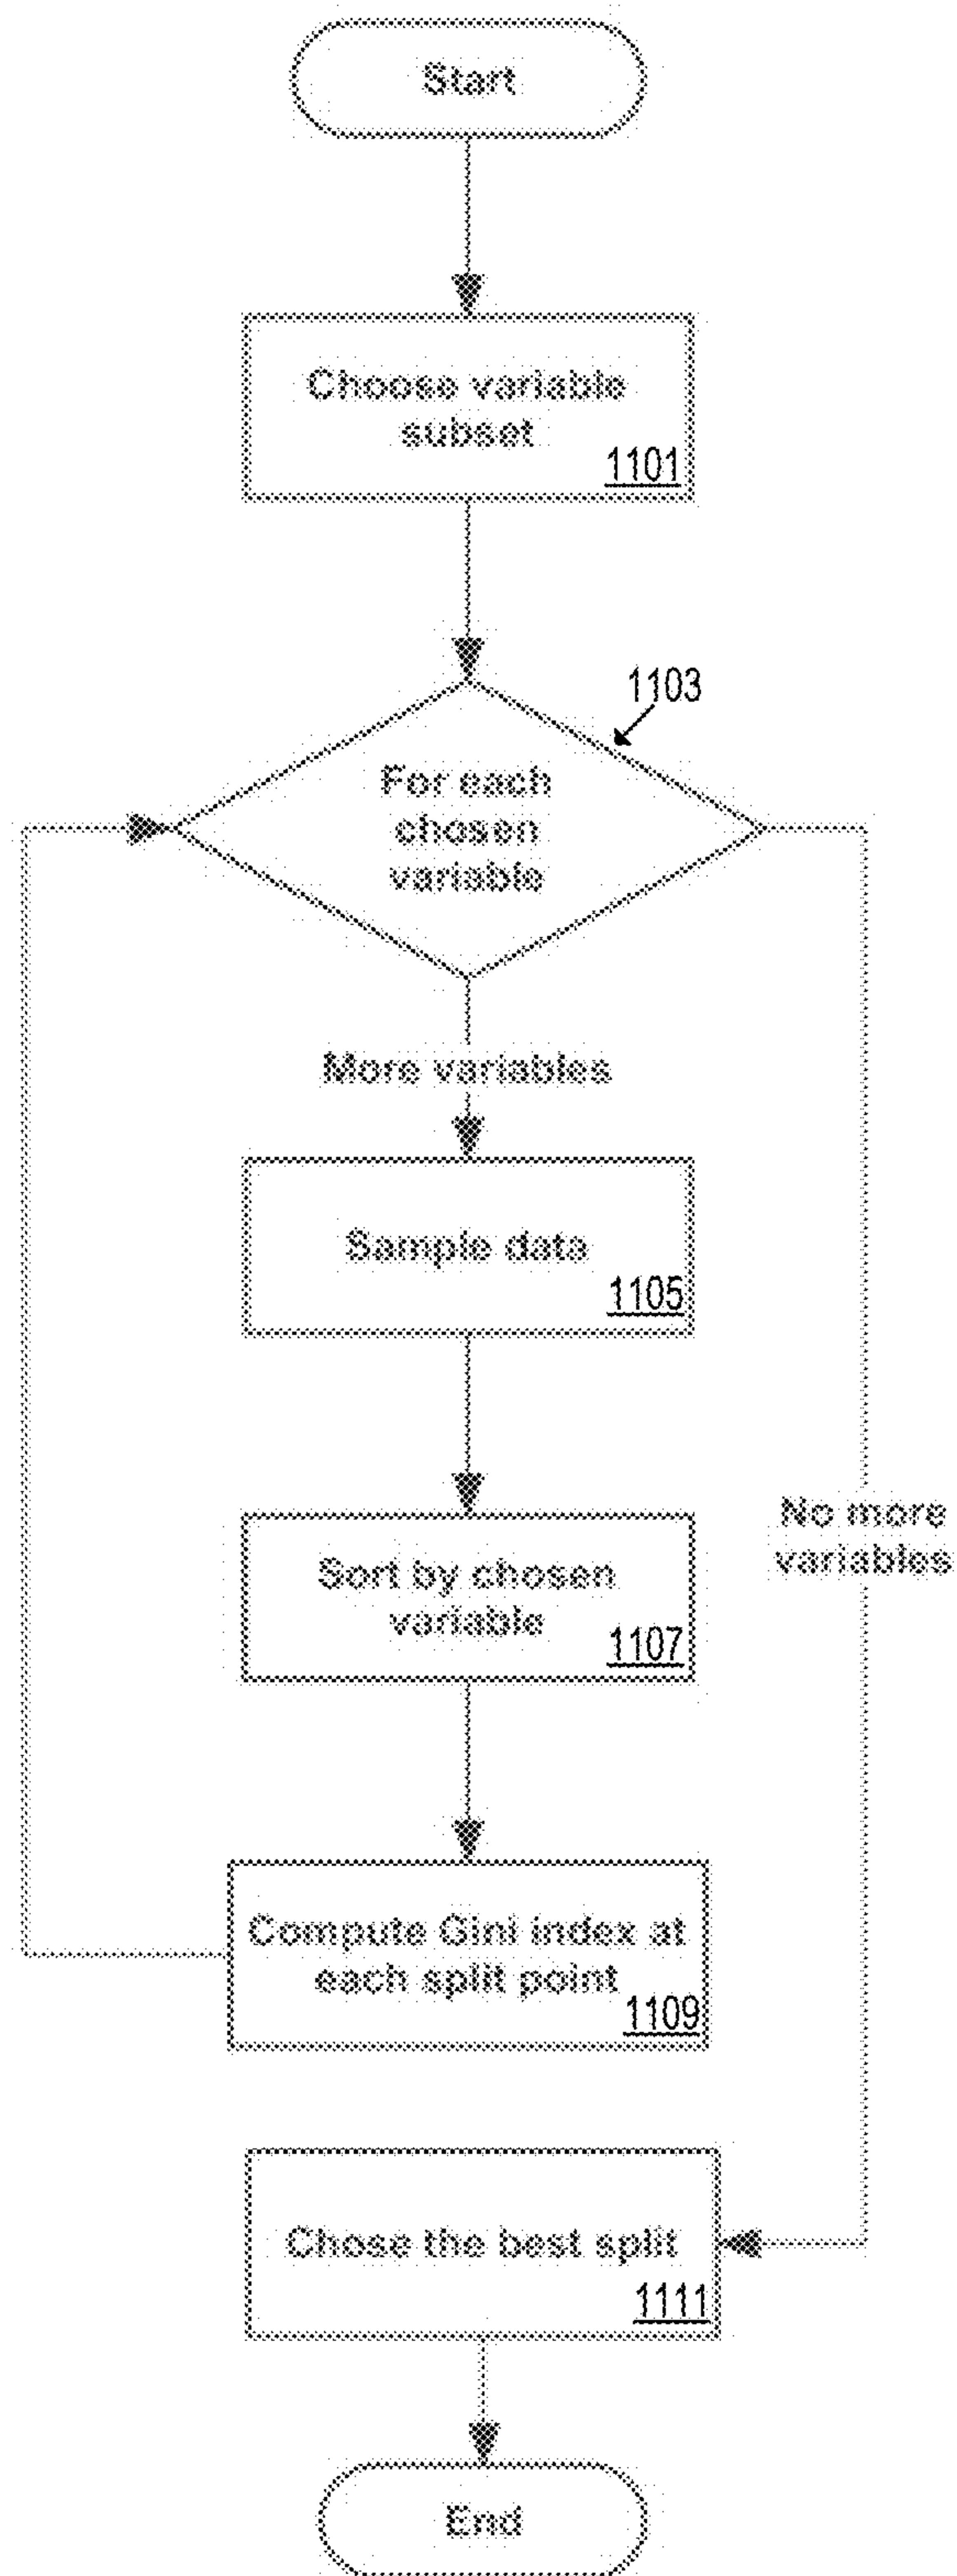 Start
Choose variable
subset
1101
1103
For each
chosen
variable
More variables
Sample data
1105
No more
variables
Sort by chosen
variable
1107
Compute Gini index at
each split point
1109
Chose the best split
1111
End